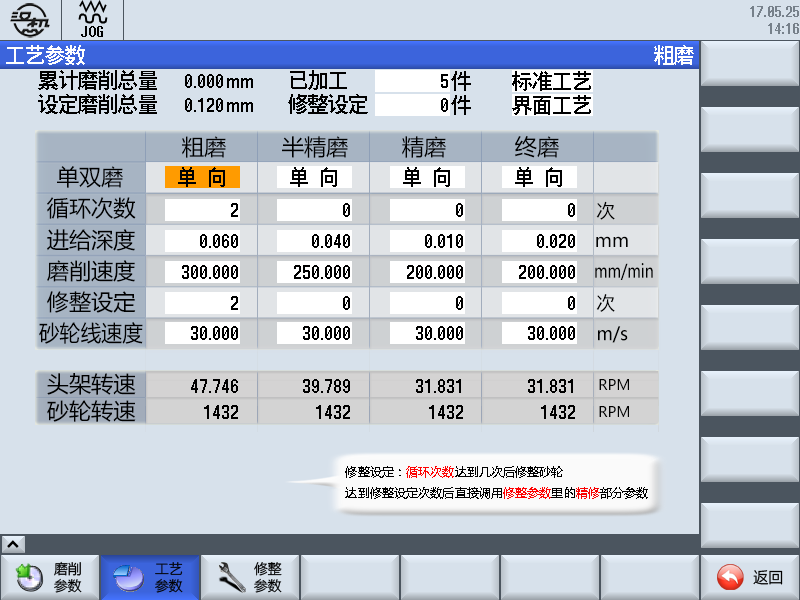 JOG
17.05.25
14:16
工艺参数 粗磨
累计磨削总量 0.000mm 已加工 5件 标准工艺
设定磨削总量 0.120mm 修整设定 0件 界面工艺
粗磨 半精磨 精磨 终磨
单双磨 单 向 单 向 单 向 单 向
循环次数 2 0 0 0 次
进给深度 0.060 0.040 0.010 0.020 mm
磨削速度 300.000 250.000 200.000 200.000 mm/min
修整设定 2 0 0 0 次
砂轮线速度 30.000 30.000 30.000 30.000 m/s
头架转速 47.746 39.789 31.831 31.831 RPM
砂轮转速 1432 1432 1432 1432 RPM
修整设定：循环次数达到几次后修整砂轮
达到修整设定次数后直接调用修整参数里的精修部分参数
磨削 工艺 修整 返回
参数 参数 参数